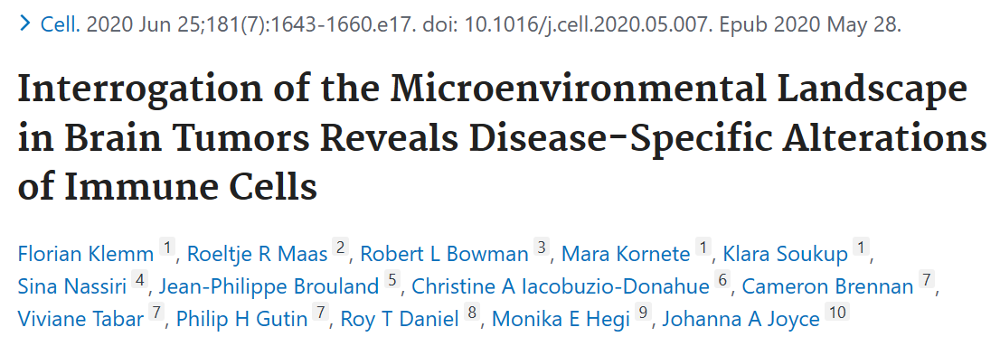 Cell. 2020 Jun 25;181(7):1643-1660.e17. doi: 10.1016/j.cell.2020.05.007. Epub 2020 May 28.
Interrogation of the Microenvironmental Landscape
in Brain Tumors Reveals Disease-Specific Alterations
of Immune Cells
Florian Klemm 1, Roeltje R Maas 2, Robert L Bowman 3, Mara Kornete 1, Klara Soukup 1,
Sina Nassiri 4, Jean-Philippe Brouland 5, Christine A Iacobuzio-Donahue 6, Cameron Brennan 7,
Viviane Tabar 7, Philip H Gutin 7, Roy T Daniel 8, Monika E Hegi 9, Johanna A Joyce 10